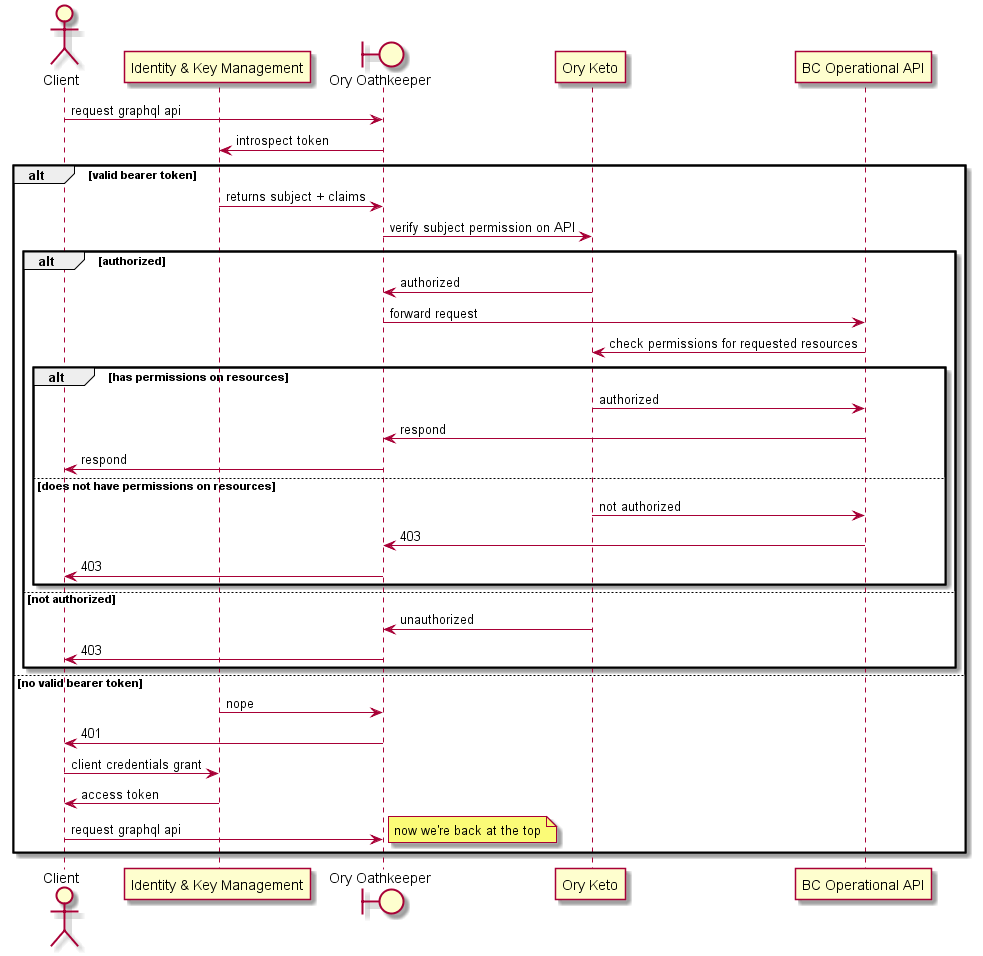 Client
Identity & Key Management
Ory Oathkeeper
Ory Keto
BC Operational API
request graphql api
introspect token
alt [valid bearer token]
returns subject + claims
verify subject permission on API
alt [authorized]
authorized
forward request
check permissions for requested resources
alt [has permissions on resources]
authorized
respond
respond
[does not have permissions on resources]
not authorized
403
403
[not authorized]
unauthorized
403
[no valid bearer token]
nope
401
client credentials grant
access token
request graphql api
now we're back at the top
Client
Identity & Key Management
Ory Oathkeeper
Ory Keto
BC Operational API